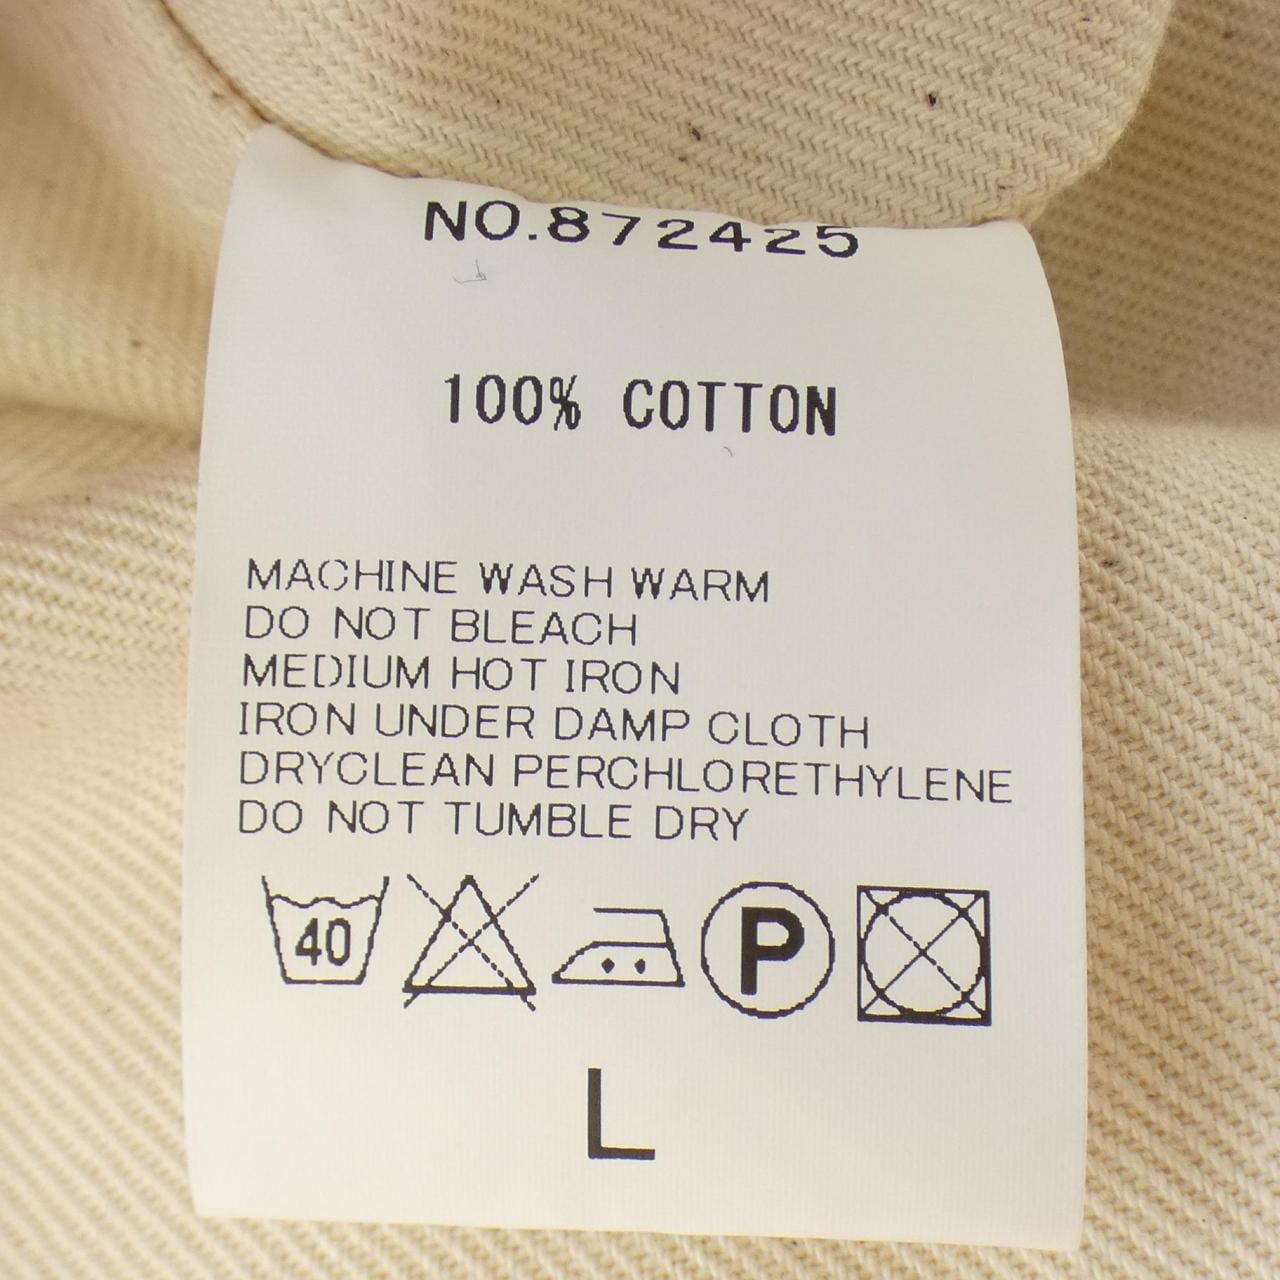 NO.872425
100% COTTON
MACHINE WASH WARM
DO NOT BLEACH
MEDIUM HOT IRON
IRON UNDER DAMP CLOTH
DRYCLEAN PERCHLORETHYLENE
DO NOT TUMBLE DRY
40 P
L